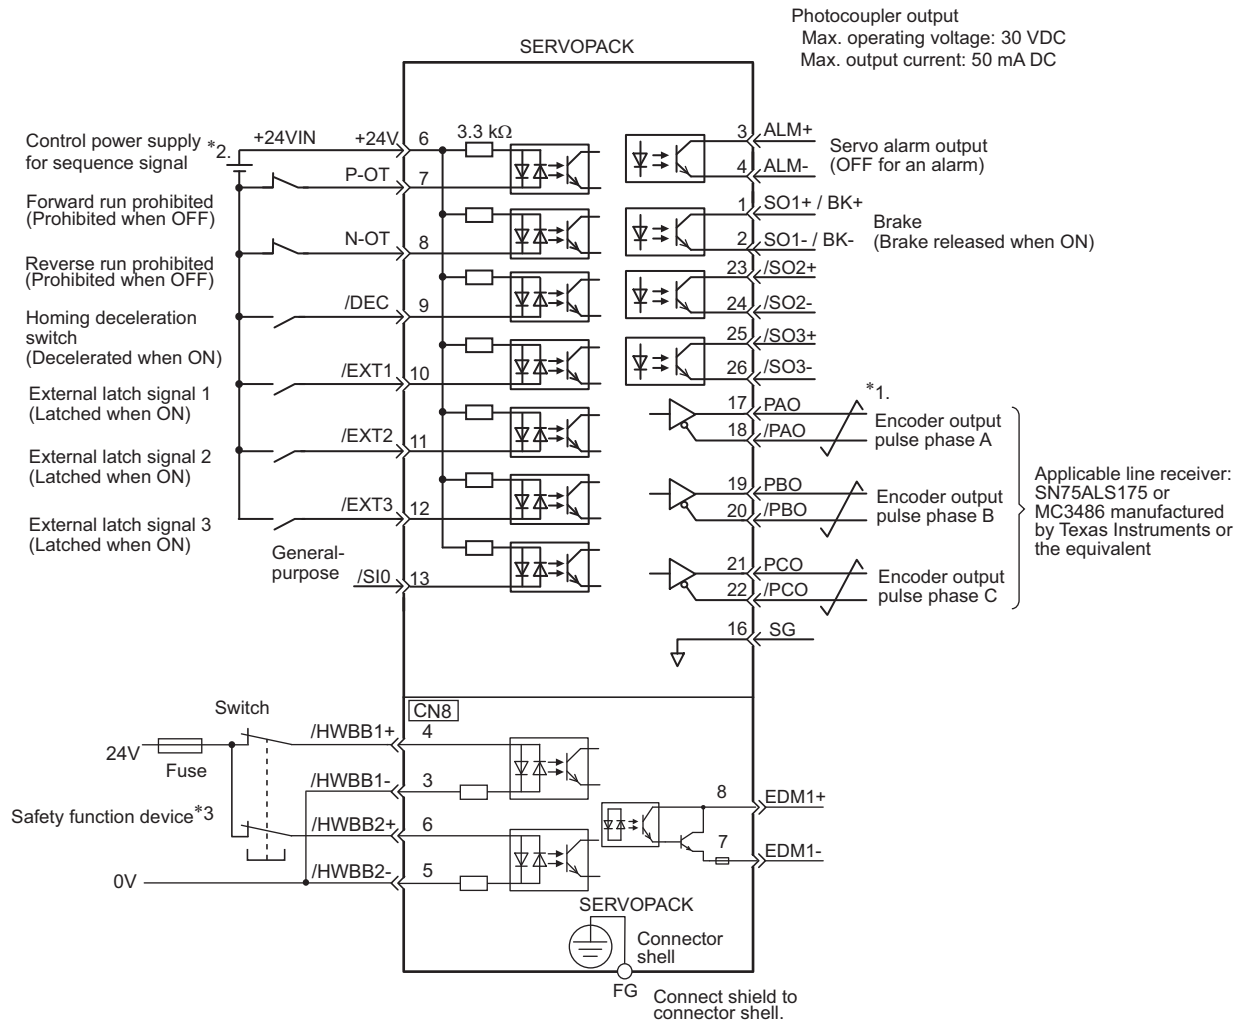 Photocoupler output
Max. operating voltage: 30 VDC
Max. output current: 50 mA DC
SERVOPACK
Control power supply
for sequence signal
*2.
+24VIN
+24V
6
3.3 kΩ
P-OT
7
Forward run prohibited
(Prohibited when OFF)
N-OT
8
Reverse run prohibited
(Prohibited when OFF)
/DEC
9
Homing deceleration
switch
(Decelerated when ON)
/EXT1
10
External latch signal 1
(Latched when ON)
/EXT2
11
External latch signal 2
(Latched when ON)
/EXT3
12
External latch signal 3
(Latched when ON)
General-
purpose
/SI0
13
3
ALM+
4
ALM-
Servo alarm output
(OFF for an alarm)
1
SO1+ / BK+
2
SO1- / BK-
Brake
(Brake released when ON)
23
/SO2+
24
/SO2-
25
/SO3+
26
/SO3-
*1.
17
PAO
18
/PAO
Encoder output
pulse phase A
19
PBO
20
/PBO
Encoder output
pulse phase B
21
PCO
22
/PCO
Encoder output
pulse phase C
Applicable line receiver:
SN75ALS175 or
MC3486 manufactured
by Texas Instruments or
the equivalent
16
SG
CN8
Switch
24V
Fuse
/HWBB1+
4
/HWBB1-
3
Safety function device*3
/HWBB2+
6
/HWBB2-
5
0V
8
EDM1+
7
EDM1-
SERVOPACK
Connector
shell
FG
Connect shield to
connector shell.